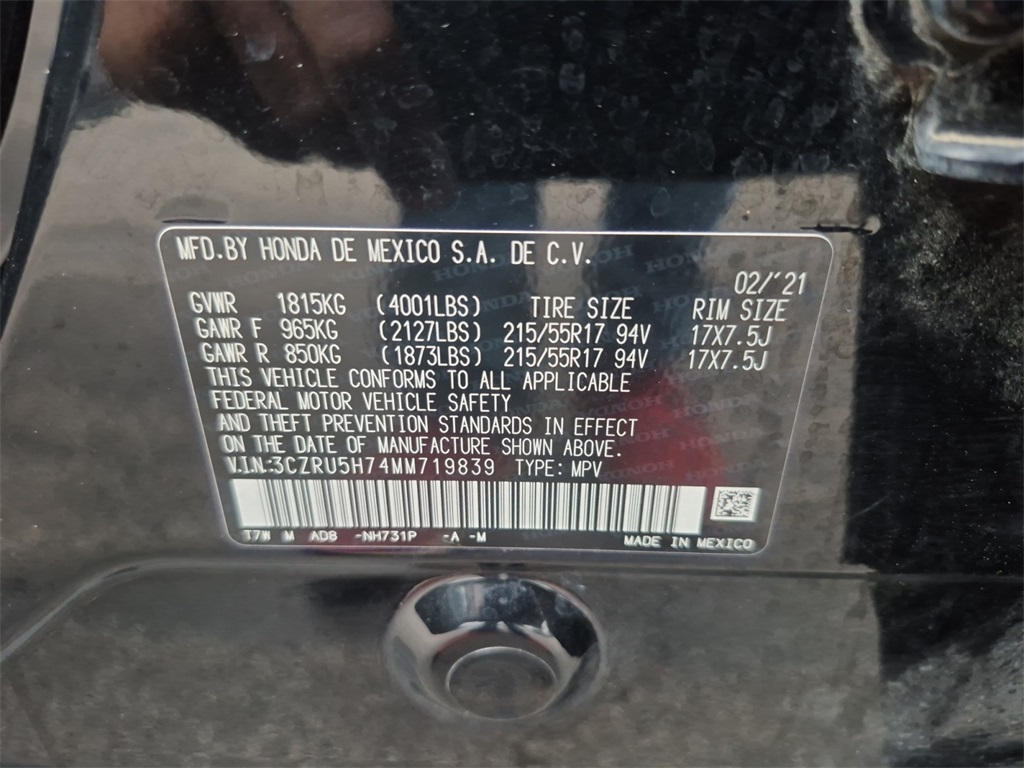 MFD.BY HONDA DE MEXICO S.A. DE C.V.
02/'21
GVWR 1815KG (4001LBS) TIRE SIZE RIM SIZE
GAWR F 965KG (2127LBS) 215/55R17 94V 17X7.5J
GAWR R 850KG (1873LBS) 215/55R17 94V 17X7.5J
THIS VEHICLE CONFORMS TO ALL APPLICABLE
FEDERAL MOTOR VEHICLE SAFETY
AND THEFT PREVENTION STANDARDS IN EFFECT
ON THE DATE OF MANUFACTURE SHOWN ABOVE.
V.I.N:3CZRU5H74MM719839 TYPE: MPV
T7W M AD8 -NH731P -A -M MADE IN MEXICO